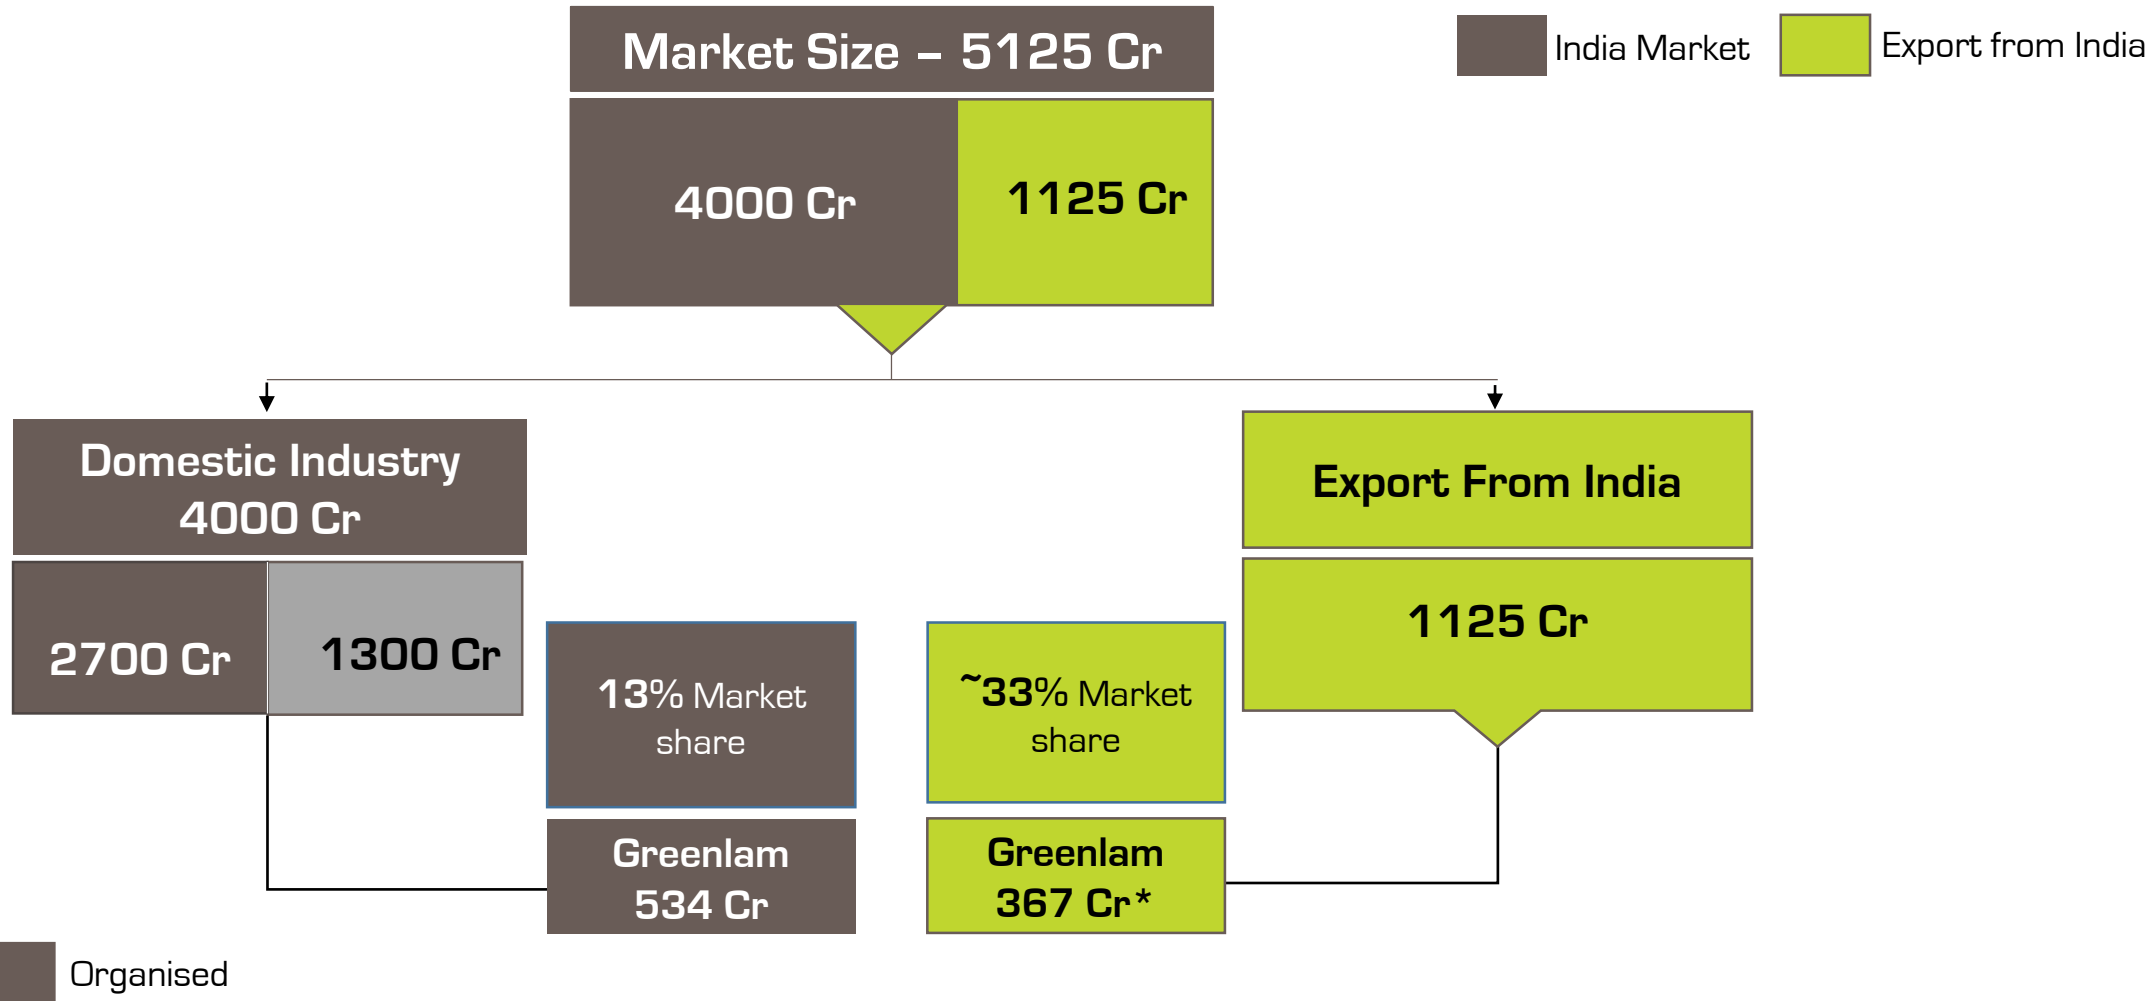 Market Size – 5125 Cr
India Market
Export from India
4000 Cr
1125 Cr
Domestic Industry
4000 Cr
Export From India
2700 Cr
1300 Cr
1125 Cr
13% Market
share
~33% Market
share
Greenlam
534 Cr
Greenlam
367 Cr*
Organised